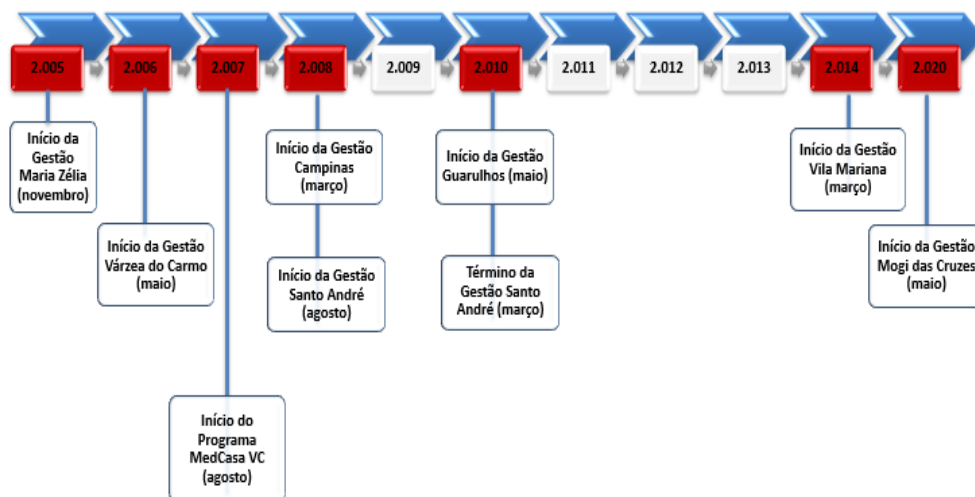 2.005
2.006
2.007
2.008
2.009
2.010
2.011
2.012
2.013
2.014
2.020
Início da
Gestão
Maria Zélia
(novembro)
Início da Gestão
Várzea do Carmo
(maio)
Início do
Programa
MedCasa VC
(agosto)
Início da Gestão
Campinas
(março)
Início da Gestão
Santo André
(agosto)
Início da Gestão
Guarulhos (maio)
Término da
Gestão Santo
André (março)
Início da Gestão
Vila Mariana
(março)
Início da Gestão
Mogi das Cruzes
(maio)